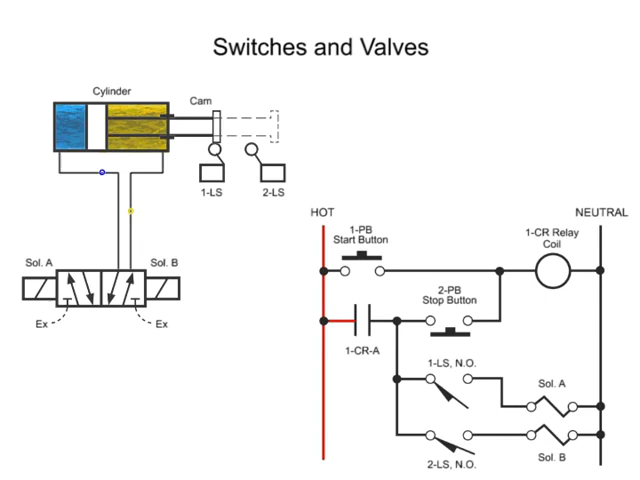 Switches and Valves
Cylinder
Cam
1-LS
2-LS
Sol. A
Sol. B
Ex
Ex
HOT
NEUTRAL
1-PB
Start Button
1-CR Relay
Coil
2-PB
Stop Button
1-CR-A
1-LS, N.O.
Sol. A
2-LS, N.O.
Sol. B